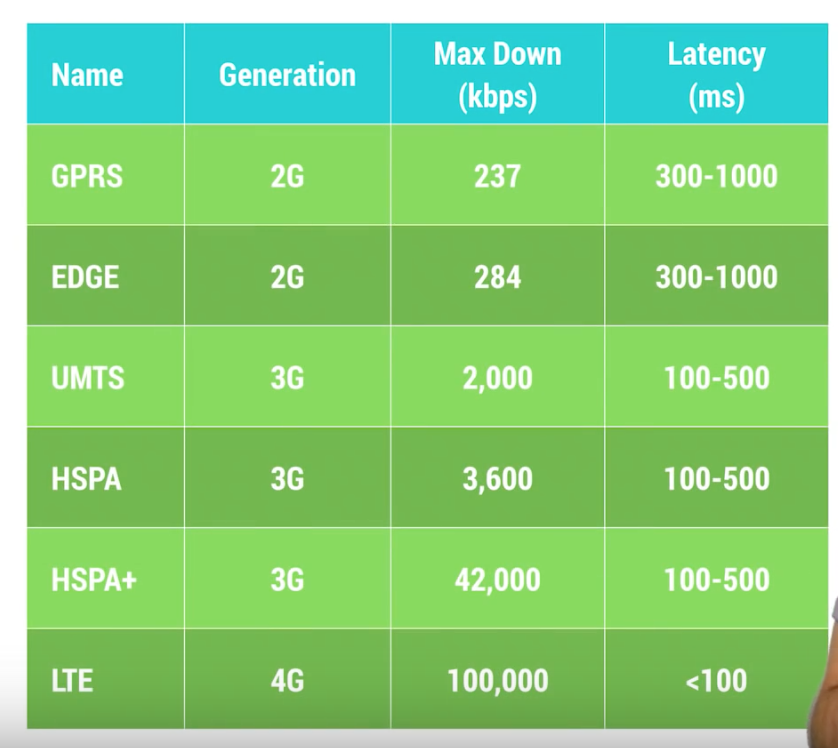 Name Generation Max Down (kbps) Latency (ms)
GPRS 2G 237 300-1000
EDGE 2G 284 300-1000
UMTS 3G 2,000 100-500
HSPA 3G 3,600 100-500
HSPA+ 3G 42,000 100-500
LTE 4G 100,000 <100